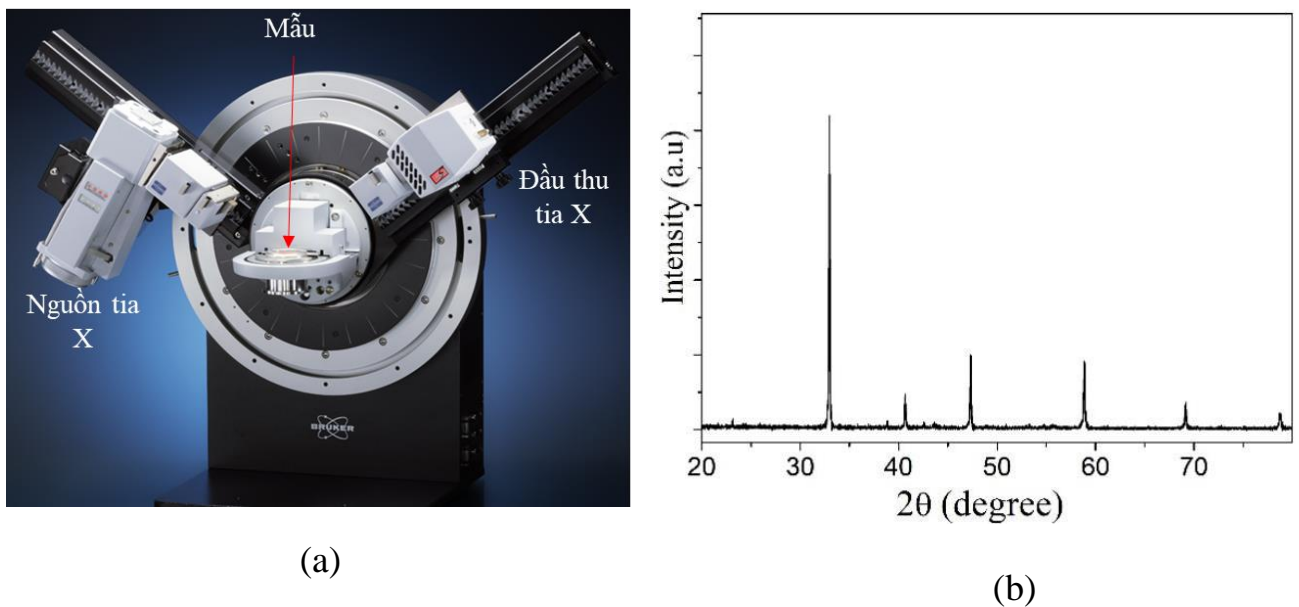 Mẫu
Đầu thu
tia X
Nguồn tia
X
BRUKER
(a)
Intensity (a.u)
20 30 40 50 60 70
2θ (degree)
(b)